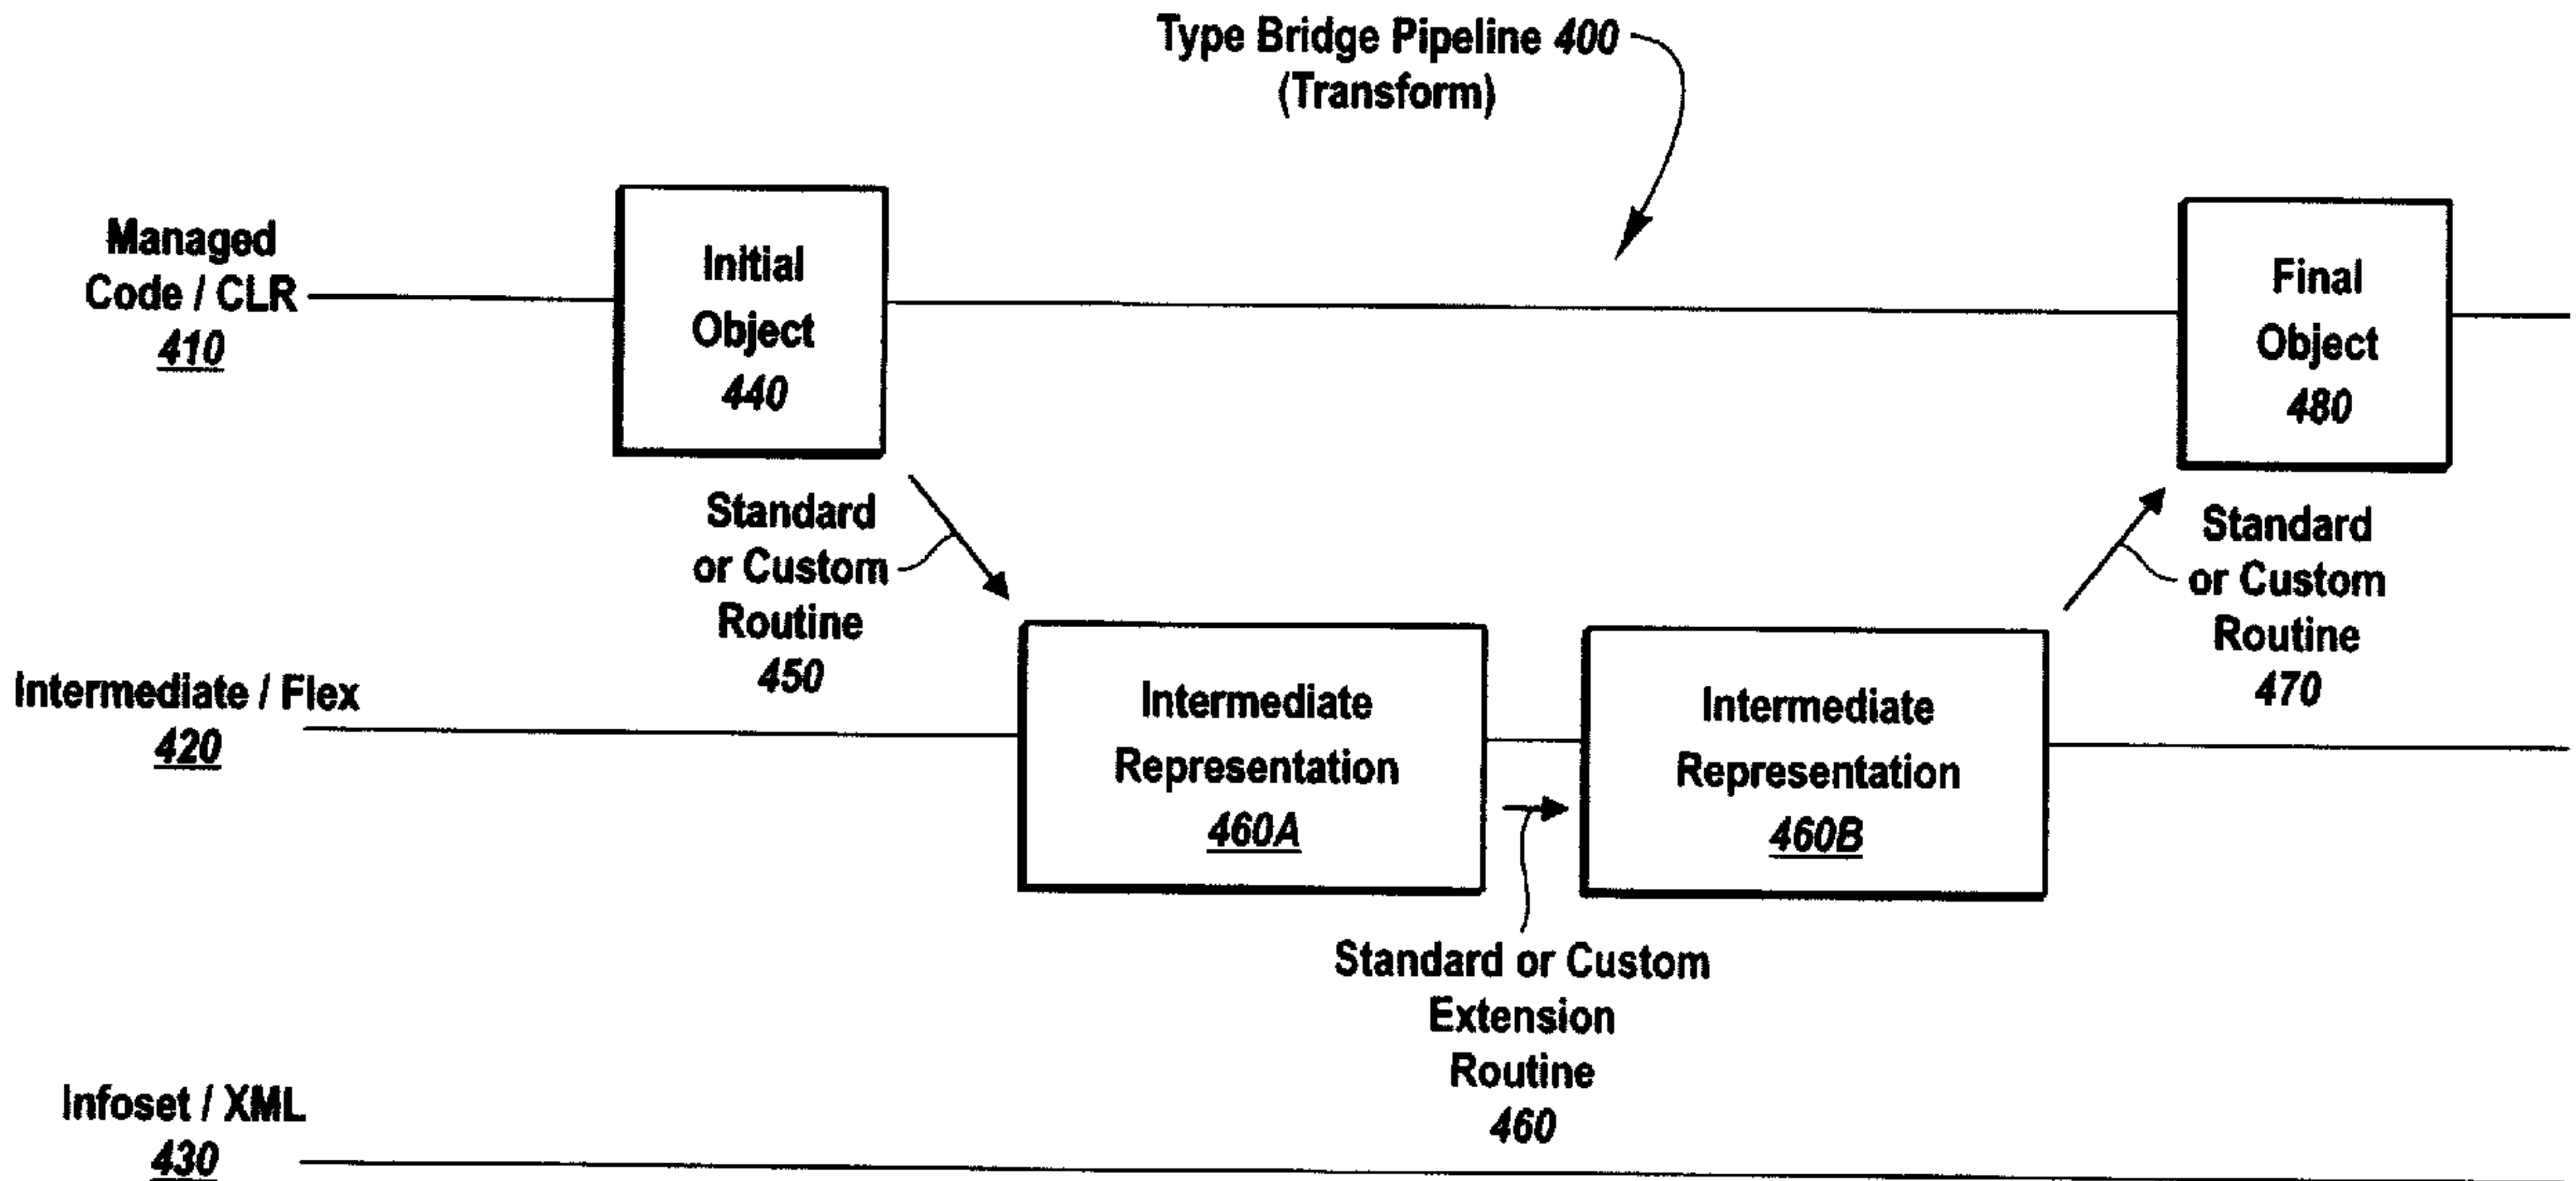 Type Bridge Pipeline 400
(Transform)
Managed
Code / CLR
410
Initial
Object
440
Final
Object
480
Standard
or Custom
Routine
450
Standard
or Custom
Routine
470
Intermediate / Flex
420
Intermediate
Representation
460A
Intermediate
Representation
460B
Standard or Custom
Extension
Routine
460
Infoset / XML
430